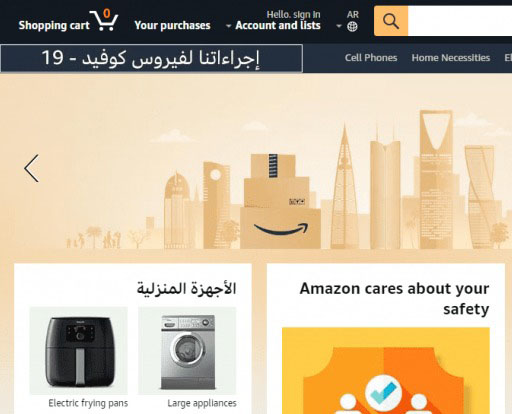 Shopping cart 0
Your purchases
Hello. sign in
Account and lists
AR
إجراءاتنا لفيروس كوفيد - 19
Cell Phones
Home Necessities
El
الأجهزة المنزلية
Electric frying pans
Large appliances
Amazon cares about your
safety